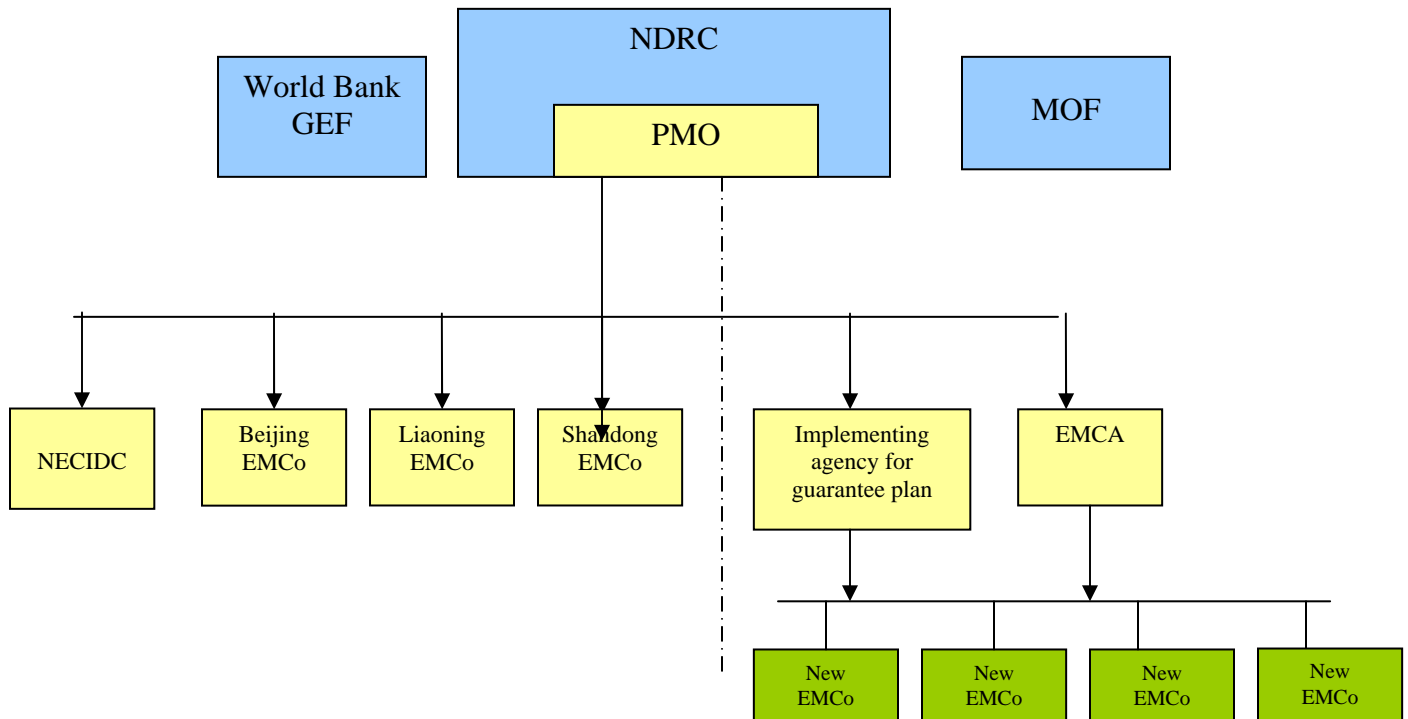 NDRC
World Bank
GEF
MOF
PMO
NECIDC
Beijing
EMCo
Liaoning
EMCo
Shandong
EMCo
Implementing
agency for
guarantee plan
EMCA
New
EMCo
New
EMCo
New
EMCo
New
EMCo